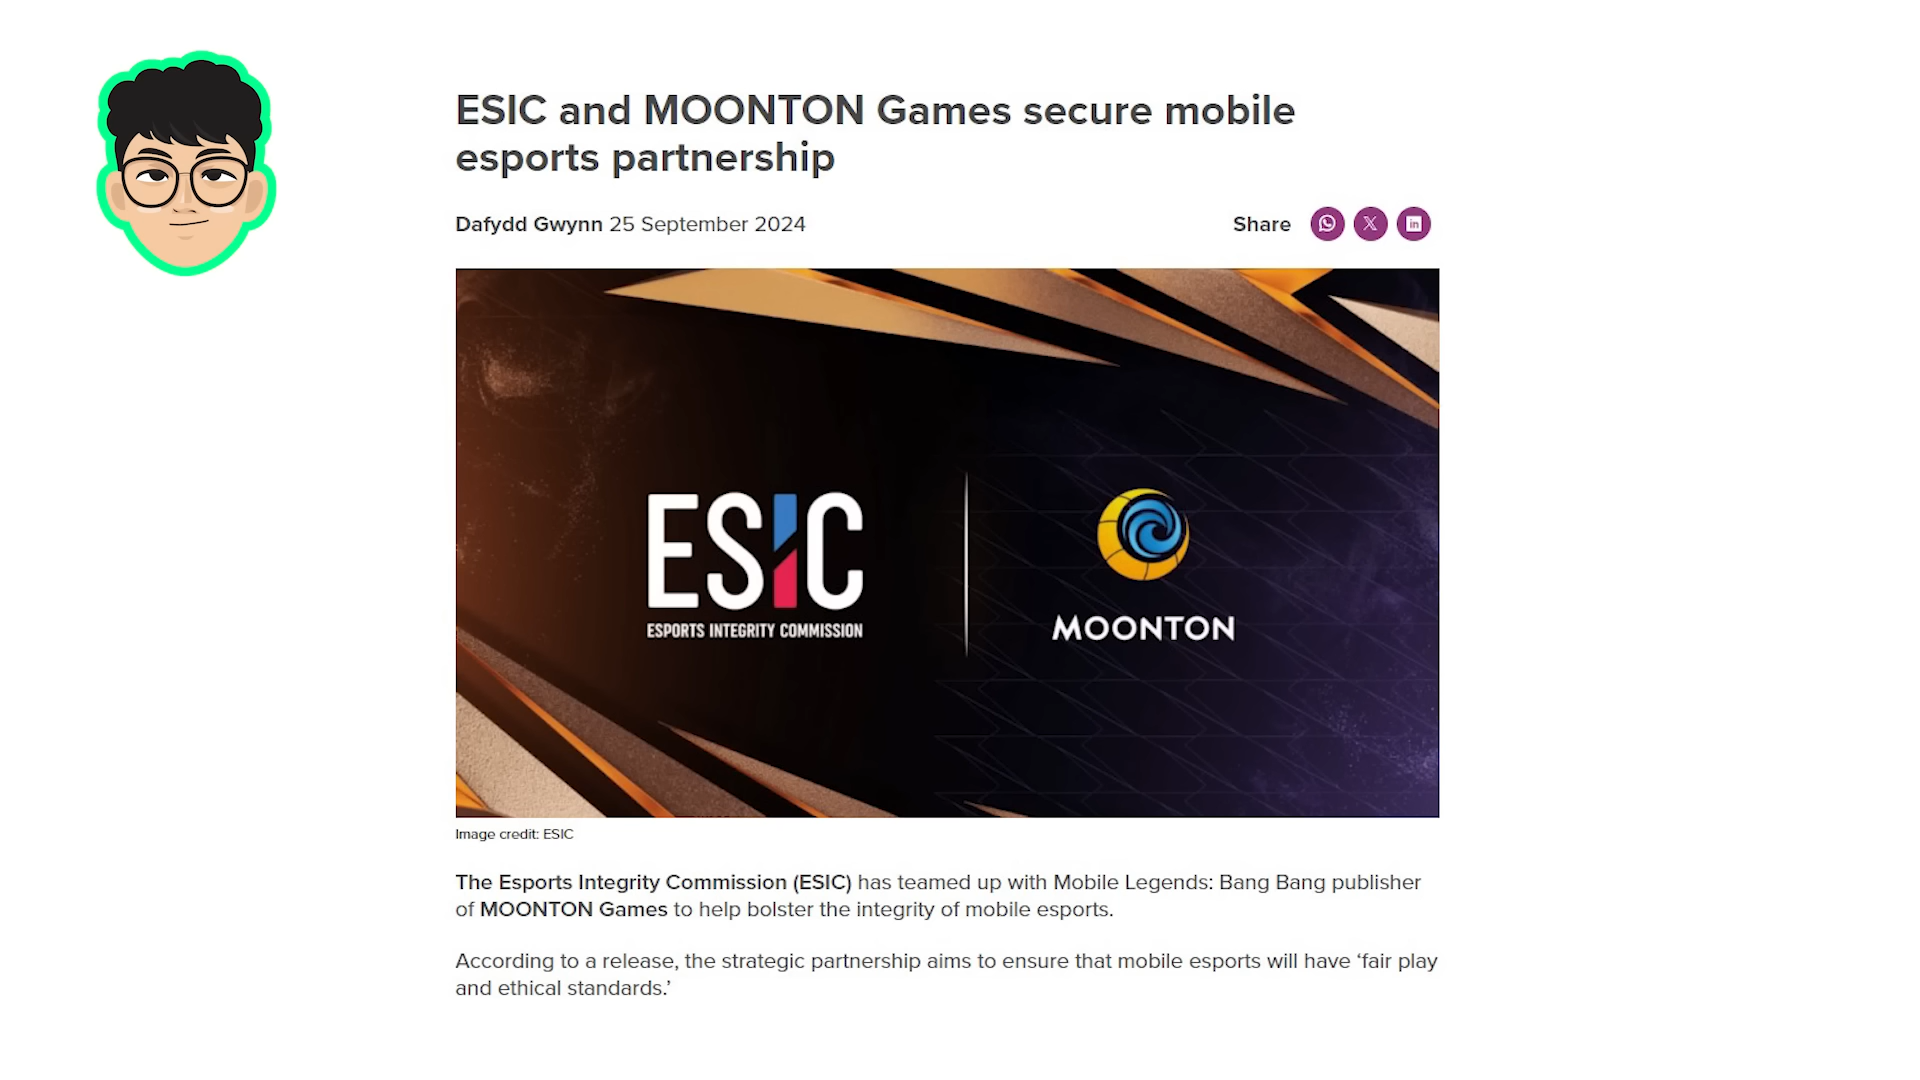 ESIC and MOONTON Games secure mobile
esports partnership
Dafydd Gwynn 25 September 2024
Share
ESIC
ESPORTS INTEGRITY COMMISSION
MOONTON
Image credit: ESIC
The Esports Integrity Commission (ESIC) has teamed up with Mobile Legends: Bang Bang publisher
of MOONTON Games to help bolster the integrity of mobile esports.
According to a release, the strategic partnership aims to ensure that mobile esports will have ‘fair play
and ethical standards.’